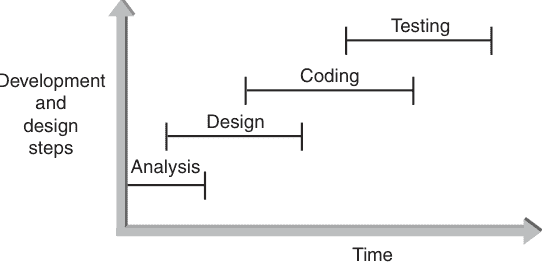 Testing
Coding
Development
and
design
steps
Design
Analysis
Time